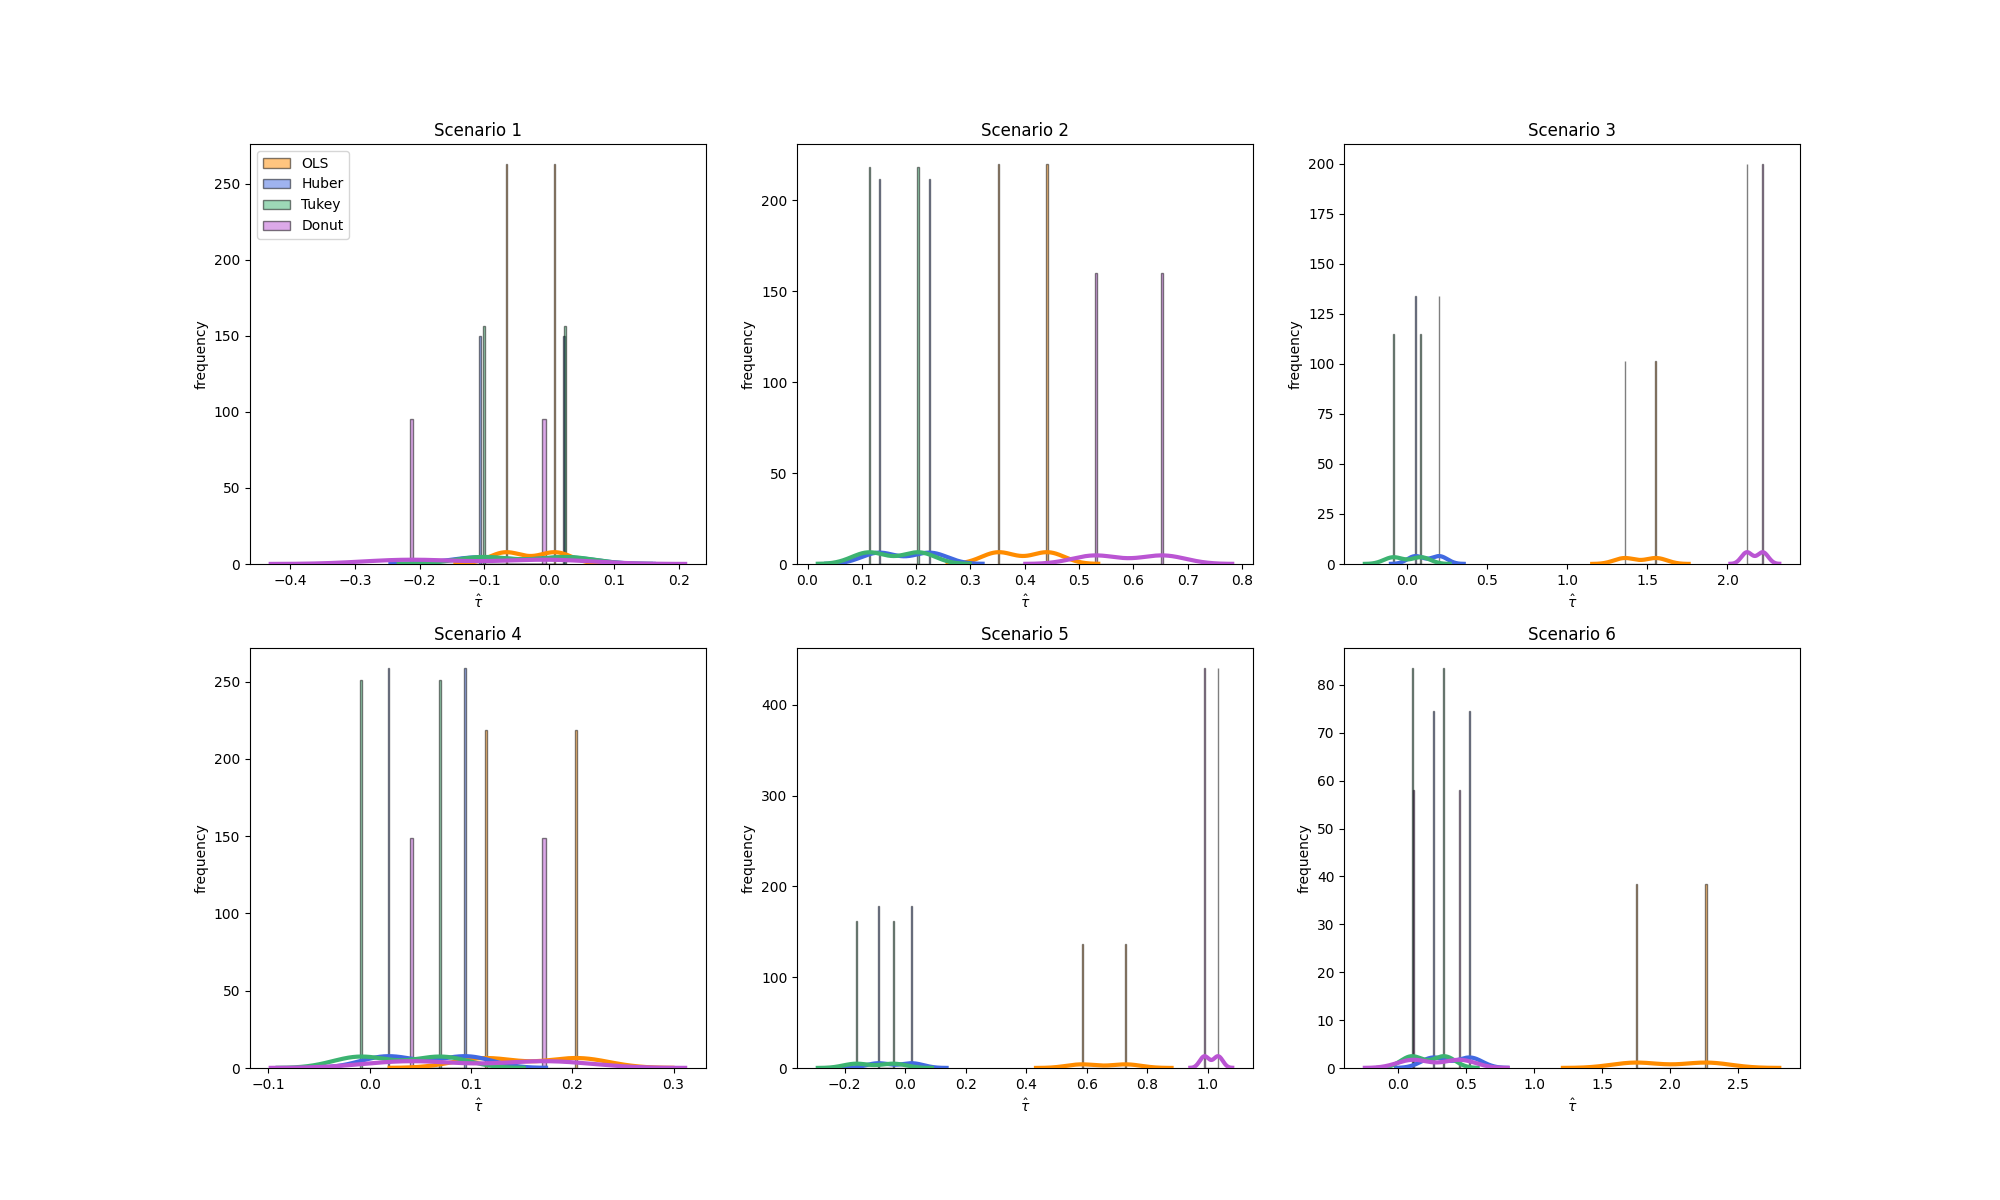 Scenario 1
OLS
Huber
Tukey
Donut
250
200
150
100
50
0
frequency
−0.4 −0.3 −0.2 −0.1 0.0 0.1 0.2
τ̂
Scenario 2
200
150
100
50
0
frequency
0.0 0.1 0.2 0.3 0.4 0.5 0.6 0.7 0.8
τ̂
Scenario 3
200
175
150
125
100
75
50
25
0
frequency
0.0 0.5 1.0 1.5 2.0
τ̂
Scenario 4
250
200
150
100
50
0
frequency
−0.1 0.0 0.1 0.2 0.3
τ̂
Scenario 5
400
300
200
100
0
frequency
−0.2 0.0 0.2 0.4 0.6 0.8 1.0
τ̂
Scenario 6
80
70
60
50
40
30
20
10
0
frequency
0.0 0.5 1.0 1.5 2.0 2.5
τ̂